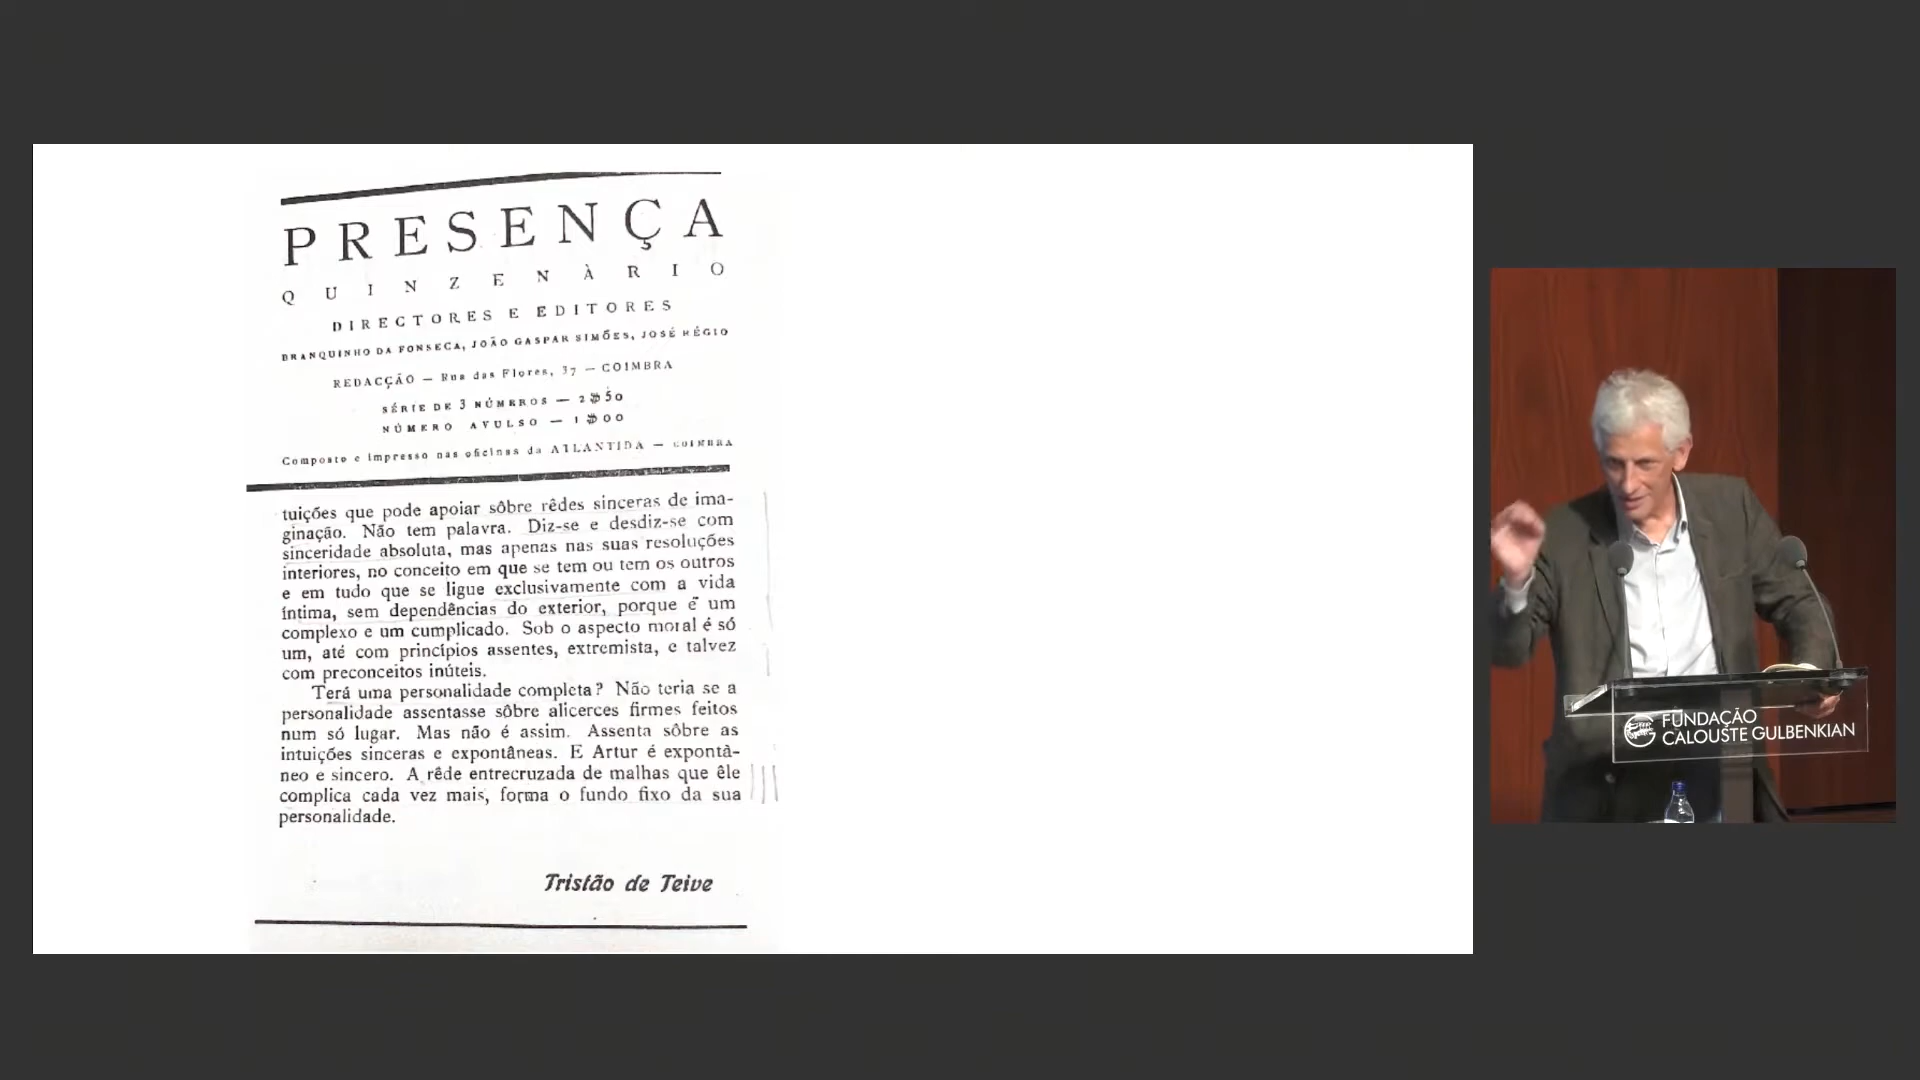 PRESENÇA
QUINZENÀRIO
DIRECTORES E EDITORES
BRANQUINHO DA FONSECA, JOÃO GASPAR SIMÕES, JOSÉ RÉGIO
REDACÇÃO — Rua das Flores, 37 — COIMBRA
SÉRIE DE 3 NÚMEROS — 2$50
NÚMERO AVULSO — 1$00
Composto e impresso nas oficinas da ATLANTIDA — COIMBRA
tuições que pode apoiar sôbre rêdes sinceras de ima-
ginação. Não tem palavra. Diz-se e desdiz-se com
sinceridade absoluta, mas apenas nas suas resoluções
interiores, no conceito em que se tem ou tem os outros
e em tudo que se ligue exclusivamente com a vida
íntima, sem dependências do exterior, porque é um
complexo e um cumplicado. Sob o aspecto moral é só
um, até com princípios assentes, extremista, e talvez
com preconceitos inúteis.
Terá uma personalidade completa? Não teria se a
personalidade assentasse sôbre alicerces firmes feitos
num só lugar. Mas não é assim. Assenta sôbre as
intuições sinceras e expontâneas. E Artur é expontâ-
neo e sincero. A rêde entrecruzada de malhas que êle
complica cada vez mais, forma o fundo fixo da sua
personalidade.
Tristão de Teive
FUNDAÇÃO
CALOUSTE GULBENKIAN